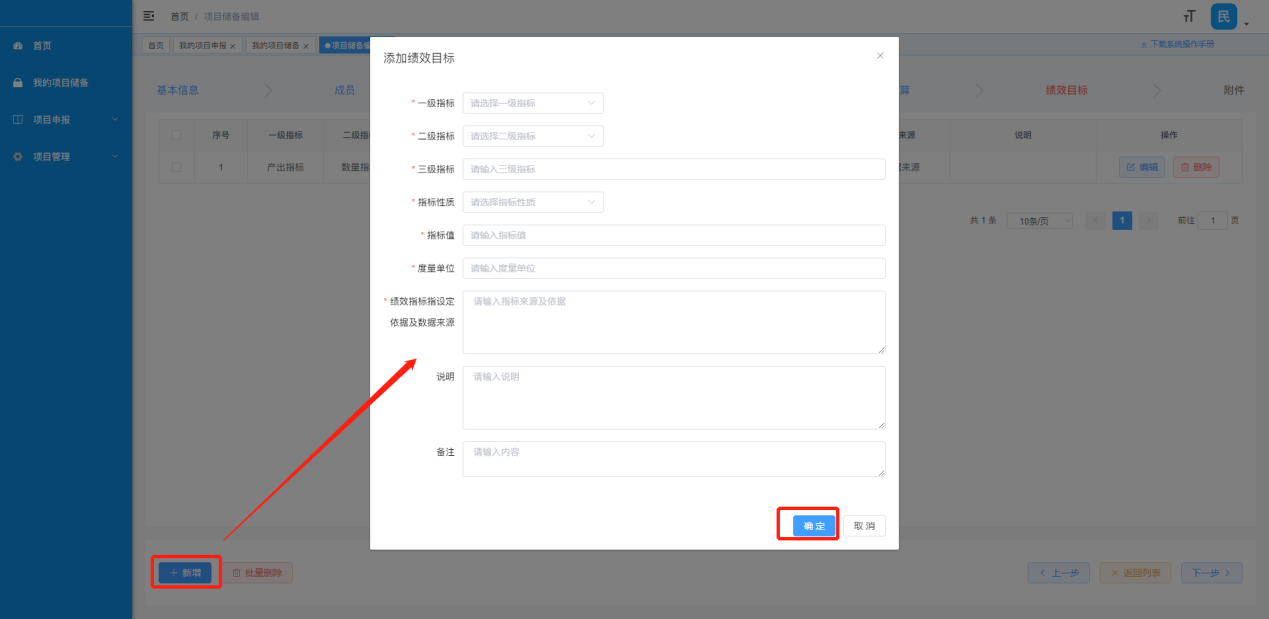 首页 / 项目储备编辑
TT
民
首页
我的项目储备
项目申报
项目管理
首页
我的项目申报 ×
我的项目储备 ×
项目储备编
下载系统操作手册
基本信息
成员
算
绩效目标
附件
序号
一级指标
二级指
来源
说明
操作
1
产出指标
数量指
来源
编辑
删除
共 1 条
10条/页
1
前往 1 页
添加绩效目标
* 一级指标 请选择一级指标
* 二级指标 请选择二级指标
* 三级指标 请输入三级指标
* 指标性质 请选择指标性质
* 指标值 请输入指标值
* 度量单位 请输入度量单位
* 绩效指标指设定 请输入指标来源及依据
依据及数据来源
说明 请输入说明
备注 请输入内容
确 定
取 消
+ 新增
批量删除
< 上一步
× 返回列表
下一步 >